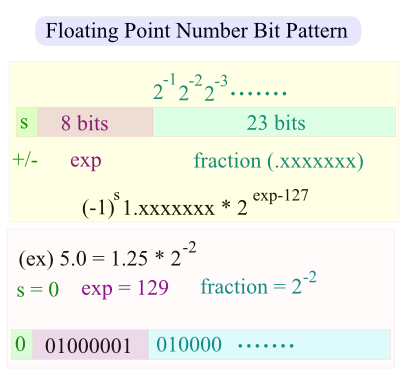 Floating Point Number Bit Pattern
2⁻¹ 2⁻² 2⁻³ .......
s 8 bits 23 bits
+/- exp fraction (.xxxxxxx)
(-1)ˢ 1.xxxxxxx * 2ᵉˣᵖ⁻¹²⁷
(ex) 5.0 = 1.25 * 2⁻²
s = 0 exp = 129 fraction = 2⁻²
0 01000001 010000 .......